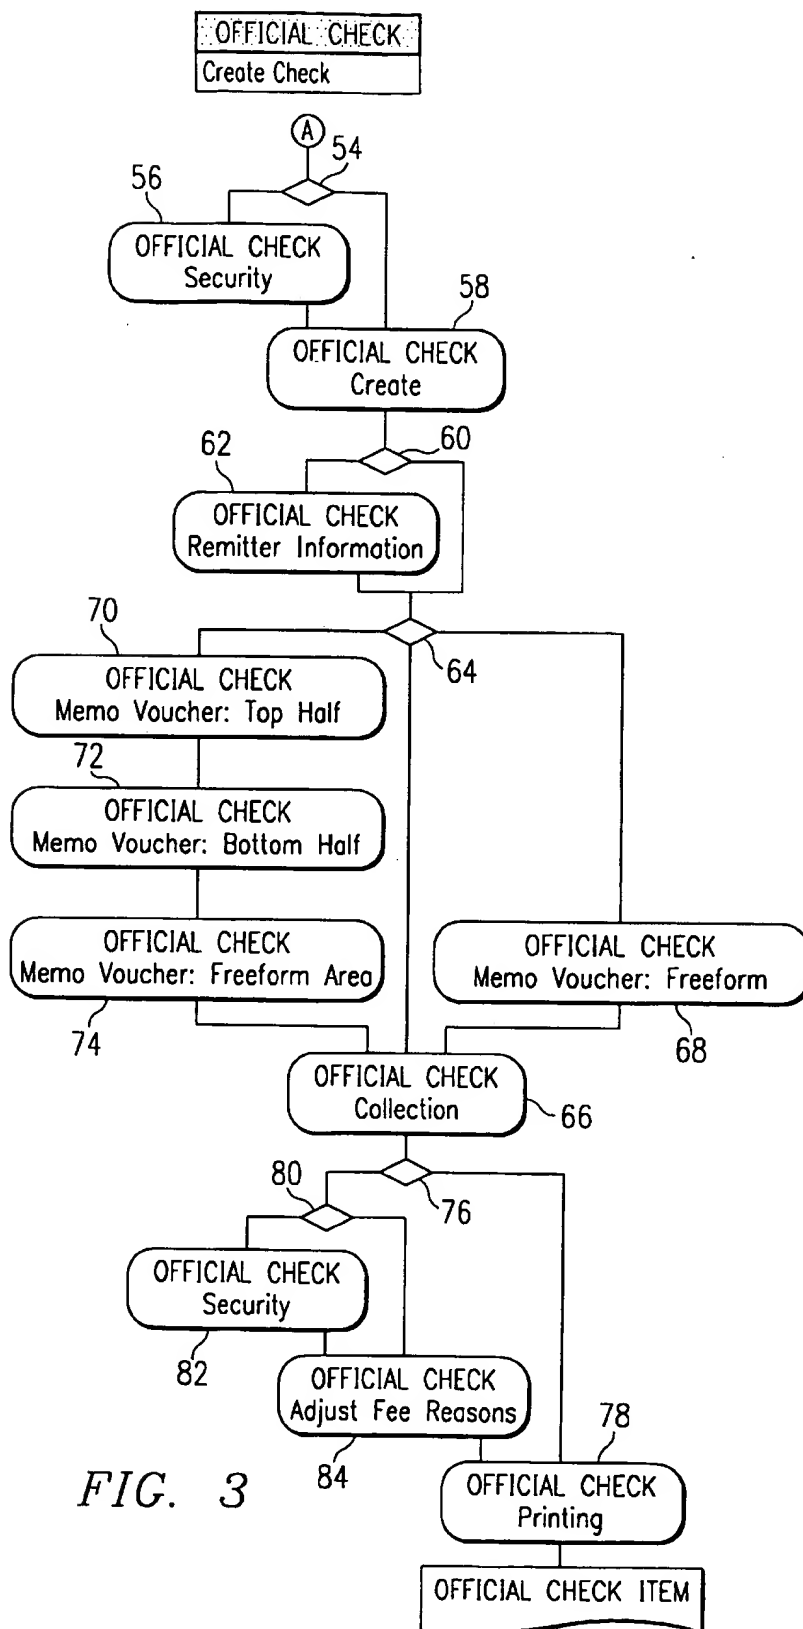 OFFICIAL CHECK
Create Check
A
54
56
OFFICIAL CHECK
Security
58
OFFICIAL CHECK
Create
60
62
OFFICIAL CHECK
Remitter Information
64
70
OFFICIAL CHECK
Memo Voucher: Top Half
72
OFFICIAL CHECK
Memo Voucher: Bottom Half
OFFICIAL CHECK
Memo Voucher: Freeform Area
74
OFFICIAL CHECK
Memo Voucher: Freeform
68
OFFICIAL CHECK
Collection
66
76
80
OFFICIAL CHECK
Security
82
OFFICIAL CHECK
Adjust Fee Reasons
84
78
OFFICIAL CHECK
Printing
FIG. 3
OFFICIAL CHECK ITEM